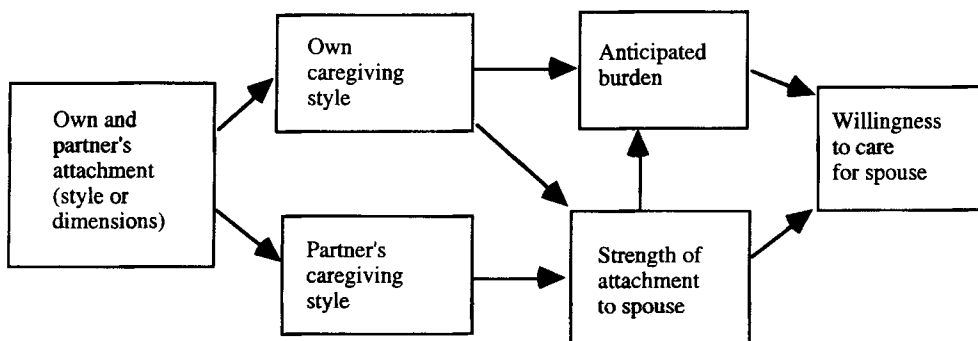 Own and
partner's
attachment
(style or
dimensions)
Own
caregiving
style
Partner's
caregiving
style
Anticipated
burden
Strength of
attachment
to spouse
Willingness
to care
for spouse